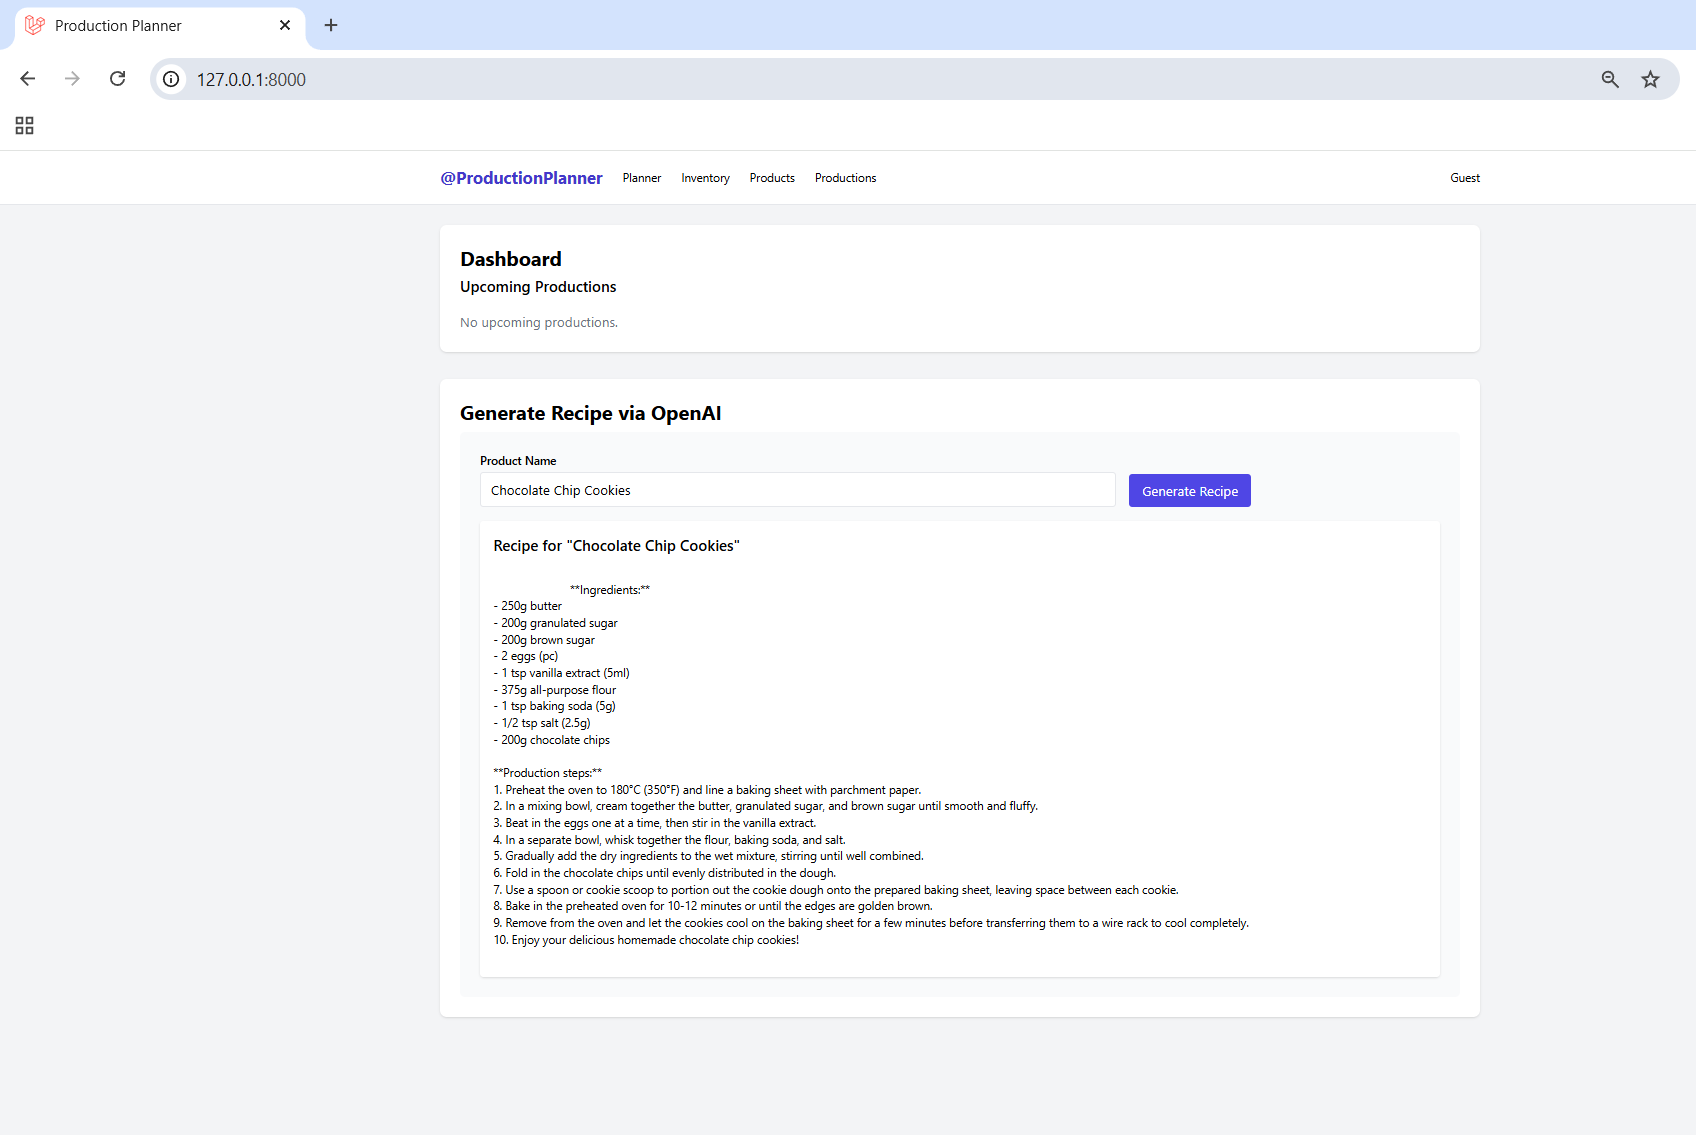 Production Planner
127.0.0.1:8000
@ProductionPlanner Planner Inventory Products Productions Guest
Dashboard
Upcoming Productions
No upcoming productions.
Generate Recipe via OpenAI
Product Name
Chocolate Chip Cookies Generate Recipe
Recipe for "Chocolate Chip Cookies"
**Ingredients:**
- 250g butter
- 200g granulated sugar
- 200g brown sugar
- 2 eggs (pc)
- 1 tsp vanilla extract (5ml)
- 375g all-purpose flour
- 1 tsp baking soda (5g)
- 1/2 tsp salt (2.5g)
- 200g chocolate chips
**Production steps:**
1. Preheat the oven to 180°C (350°F) and line a baking sheet with parchment paper.
2. In a mixing bowl, cream together the butter, granulated sugar, and brown sugar until smooth and fluffy.
3. Beat in the eggs one at a time, then stir in the vanilla extract.
4. In a separate bowl, whisk together the flour, baking soda, and salt.
5. Gradually add the dry ingredients to the wet mixture, stirring until well combined.
6. Fold in the chocolate chips until evenly distributed in the dough.
7. Use a spoon or cookie scoop to portion out the cookie dough onto the prepared baking sheet, leaving space between each cookie.
8. Bake in the preheated oven for 10-12 minutes or until the edges are golden brown.
9. Remove from the oven and let the cookies cool on the baking sheet for a few minutes before transferring them to a wire rack to cool completely.
10. Enjoy your delicious homemade chocolate chip cookies!